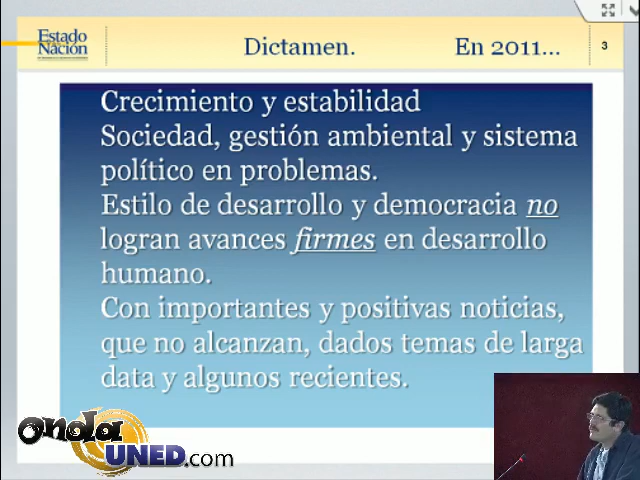 Estado
Nación
Dictamen. En 2011...
3
Crecimiento y estabilidad
Sociedad, gestión ambiental y sistema
político en problemas.
Estilo de desarrollo y democracia no
logran avances firmes en desarrollo
humano.
Con importantes y positivas noticias,
que no alcanzan, dados temas de larga
data y algunos recientes.
onda
UNED.com